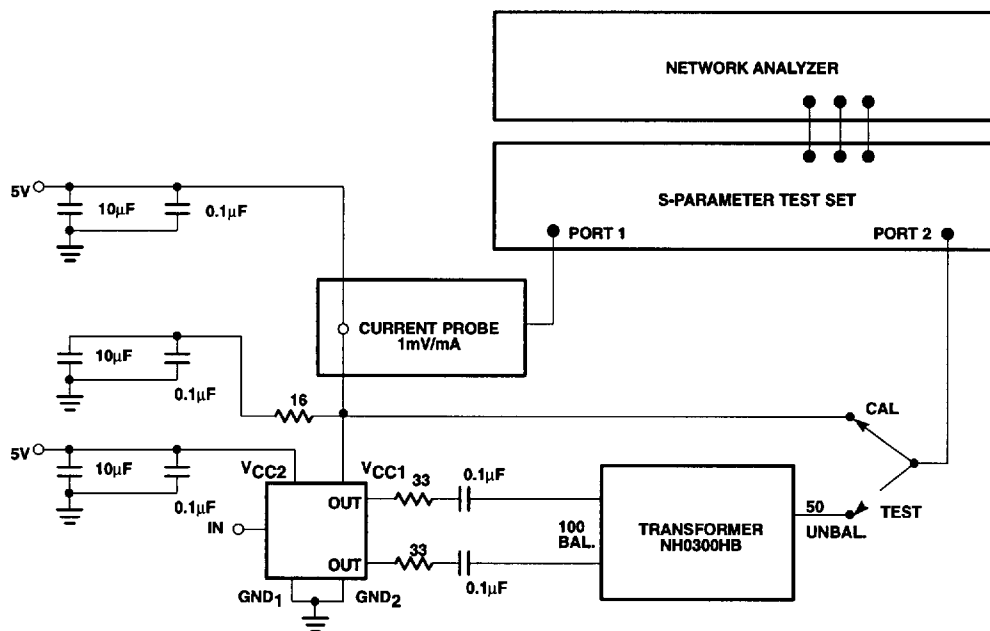 NETWORK ANALYZER
S-PARAMETER TEST SET
PORT 1
PORT 2
5V
10µF
0.1µF
CURRENT PROBE
1mV/mA
10µF
0.1µF
16
CAL
5V
10µF
0.1µF
VCC2
VCC1
33
0.1µF
OUT
IN
OUT
33
0.1µF
GND1
GND2
100
BAL.
TRANSFORMER
NH0300HB
50
UNBAL.
TEST